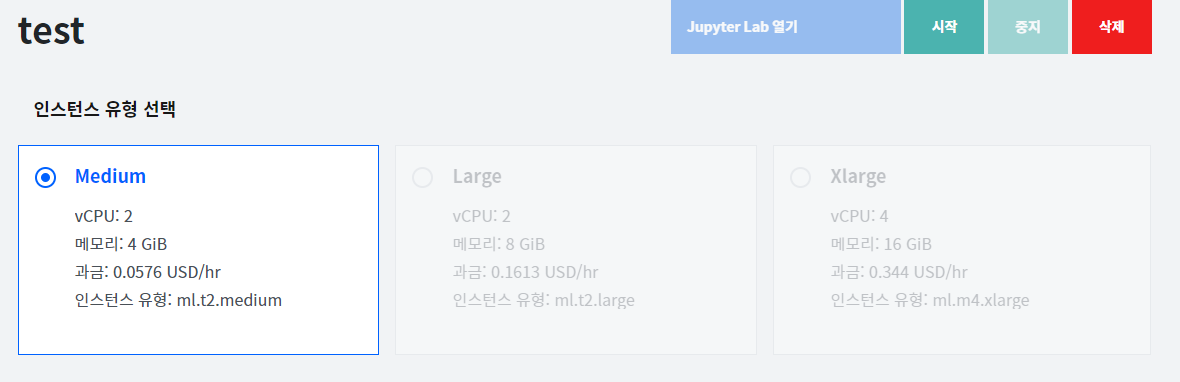 test
Jupyter Lab 열기
시작
중지
삭제
인스턴스 유형 선택
Medium
vCPU: 2
메모리: 4 GiB
과금: 0.0576 USD/hr
인스턴스 유형: ml.t2.medium
Large
vCPU: 2
메모리: 8 GiB
과금: 0.1613 USD/hr
인스턴스 유형: ml.t2.large
Xlarge
vCPU: 4
메모리: 16 GiB
과금: 0.344 USD/hr
인스턴스 유형: ml.m4.xlarge